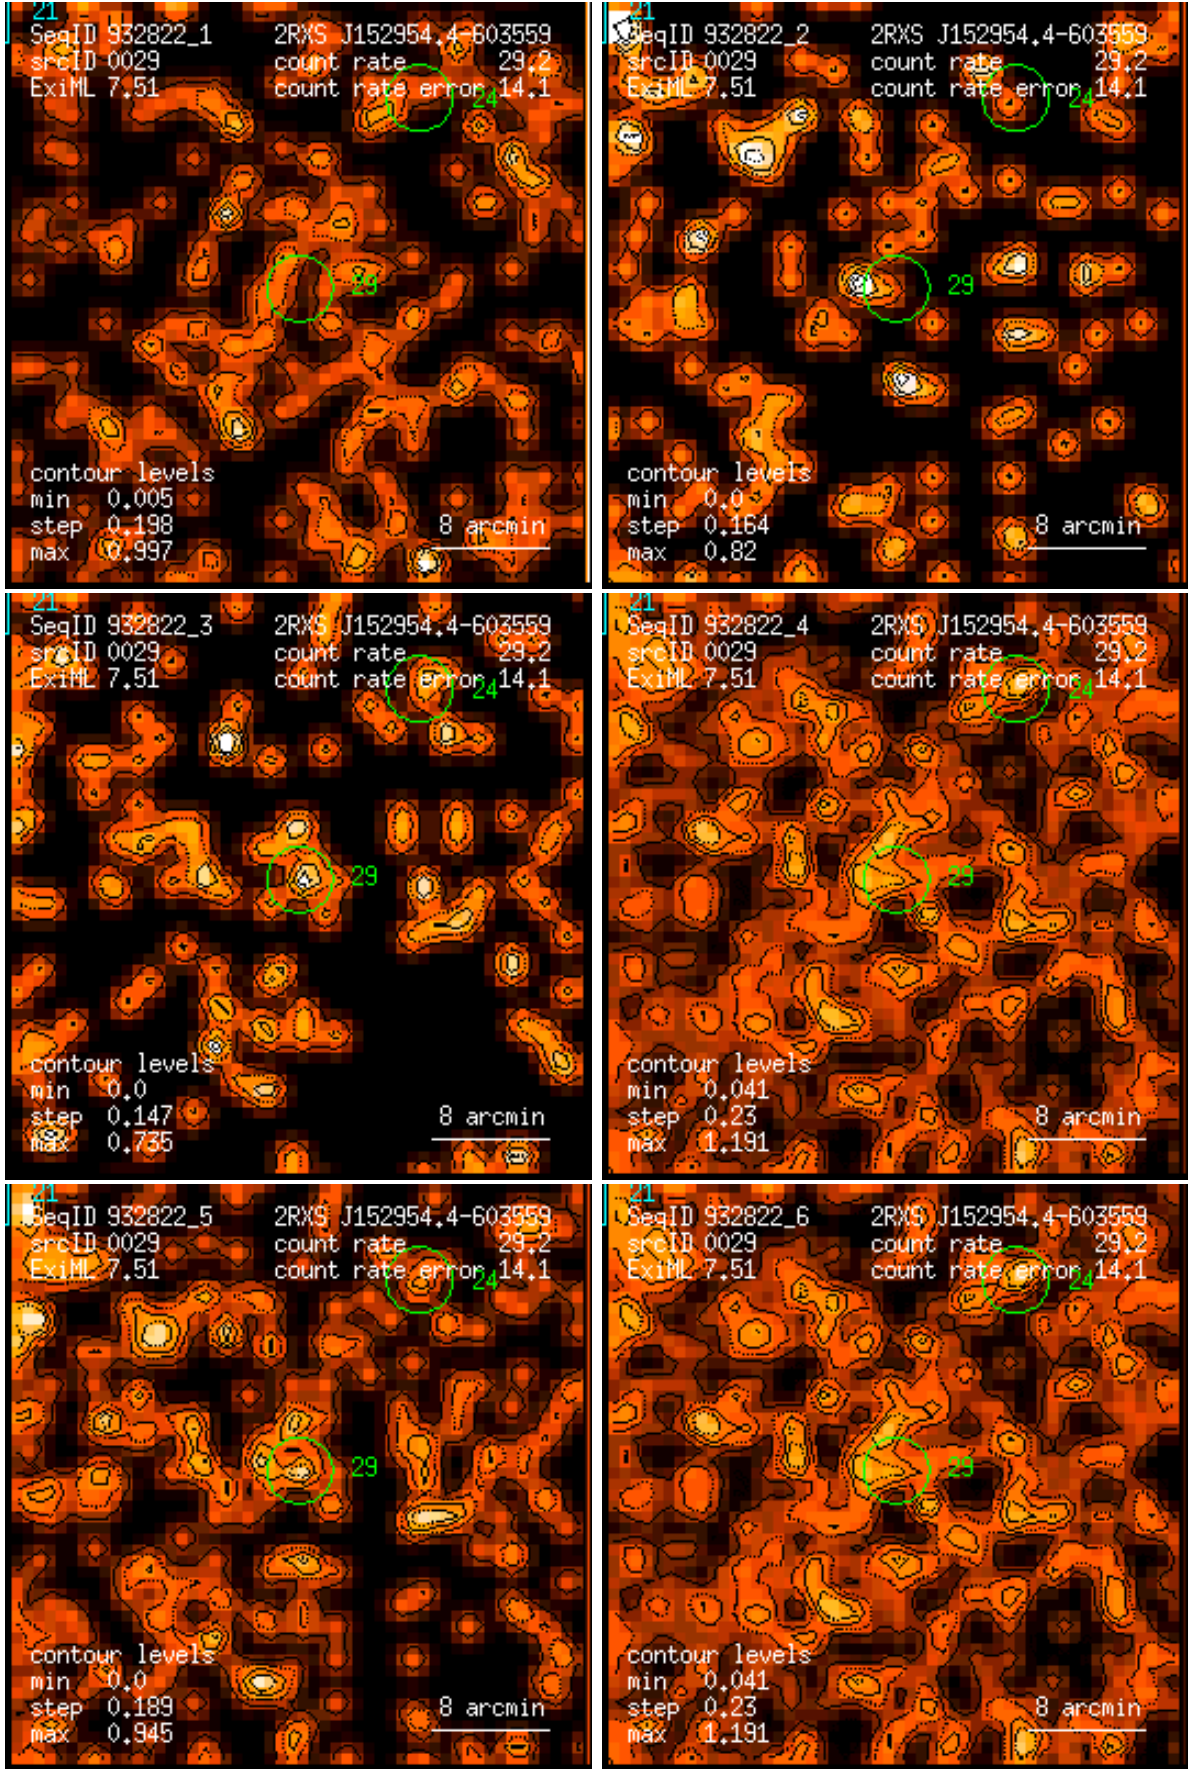 21
SeqID 932822_1 2RXS J152954.4-603559
srcID 0029 count rate 29.2
ExiML 7.51 count rate error 14.1
24
29
contour levels
min 0.005
step 0.198
max 0.997
8 arcmin
21
SeqID 932822_2 2RXS J152954.4-603559
srcID 0029 count rate 29.2
ExiML 7.51 count rate error 14.1
24
29
contour levels
min 0.0
step 0.164
max 0.82
8 arcmin
21
SeqID 932822_3 2RXS J152954.4-603559
srcID 0029 count rate 29.2
ExiML 7.51 count rate error 14.1
24
29
contour levels
min 0.0
step 0.147
max 0.735
8 arcmin
21
SeqID 932822_4 2RXS J152954.4-603559
srcID 0029 count rate 29.2
ExiML 7.51 count rate error 14.1
24
29
contour levels
min 0.041
step 0.23
max 1.191
8 arcmin
21
SeqID 932822_5 2RXS J152954.4-603559
srcID 0029 count rate 29.2
ExiML 7.51 count rate error 14.1
24
29
contour levels
min 0.0
step 0.189
max 0.945
8 arcmin
21
SeqID 932822_6 2RXS J152954.4-603559
srcID 0029 count rate 29.2
ExiML 7.51 count rate error 14.1
24
29
contour levels
min 0.041
step 0.23
max 1.191
8 arcmin